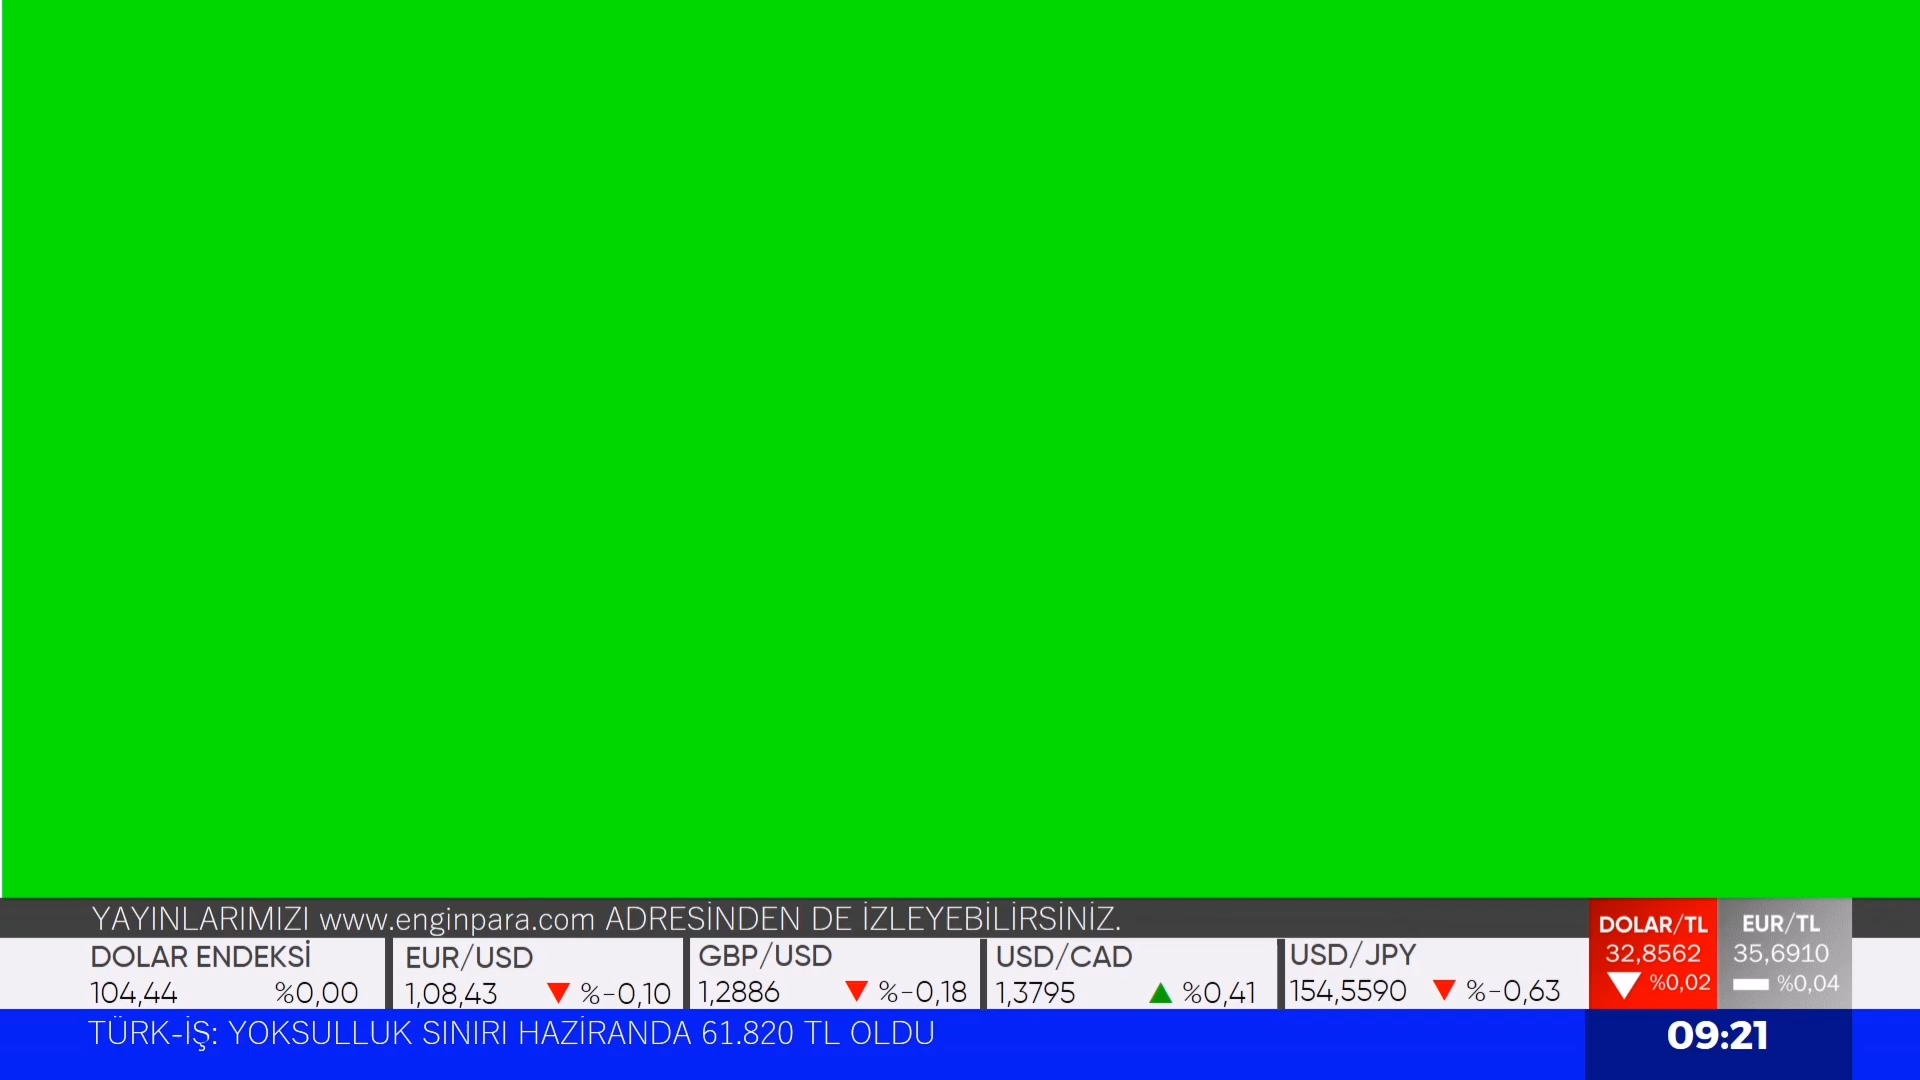 YAYINLARIMIZI www.enginpara.com ADRESİNDEN DE İZLEYEBİLİRSİNİZ.
DOLAR ENDEKSİ
104,44 %0,00
EUR/USD
1,08,43 ▼ %-0,10
GBP/USD
1,2886 ▼ %-0,18
USD/CAD
1,3795 ▲ %0,41
USD/JPY
154,5590 ▼ %-0,63
DOLAR/TL
32,8562
▼ %0,02
EUR/TL
35,6910
%0,04
TÜRK-İŞ: YOKSULLUK SINIRI HAZİRANDA 61.820 TL OLDU
09:21